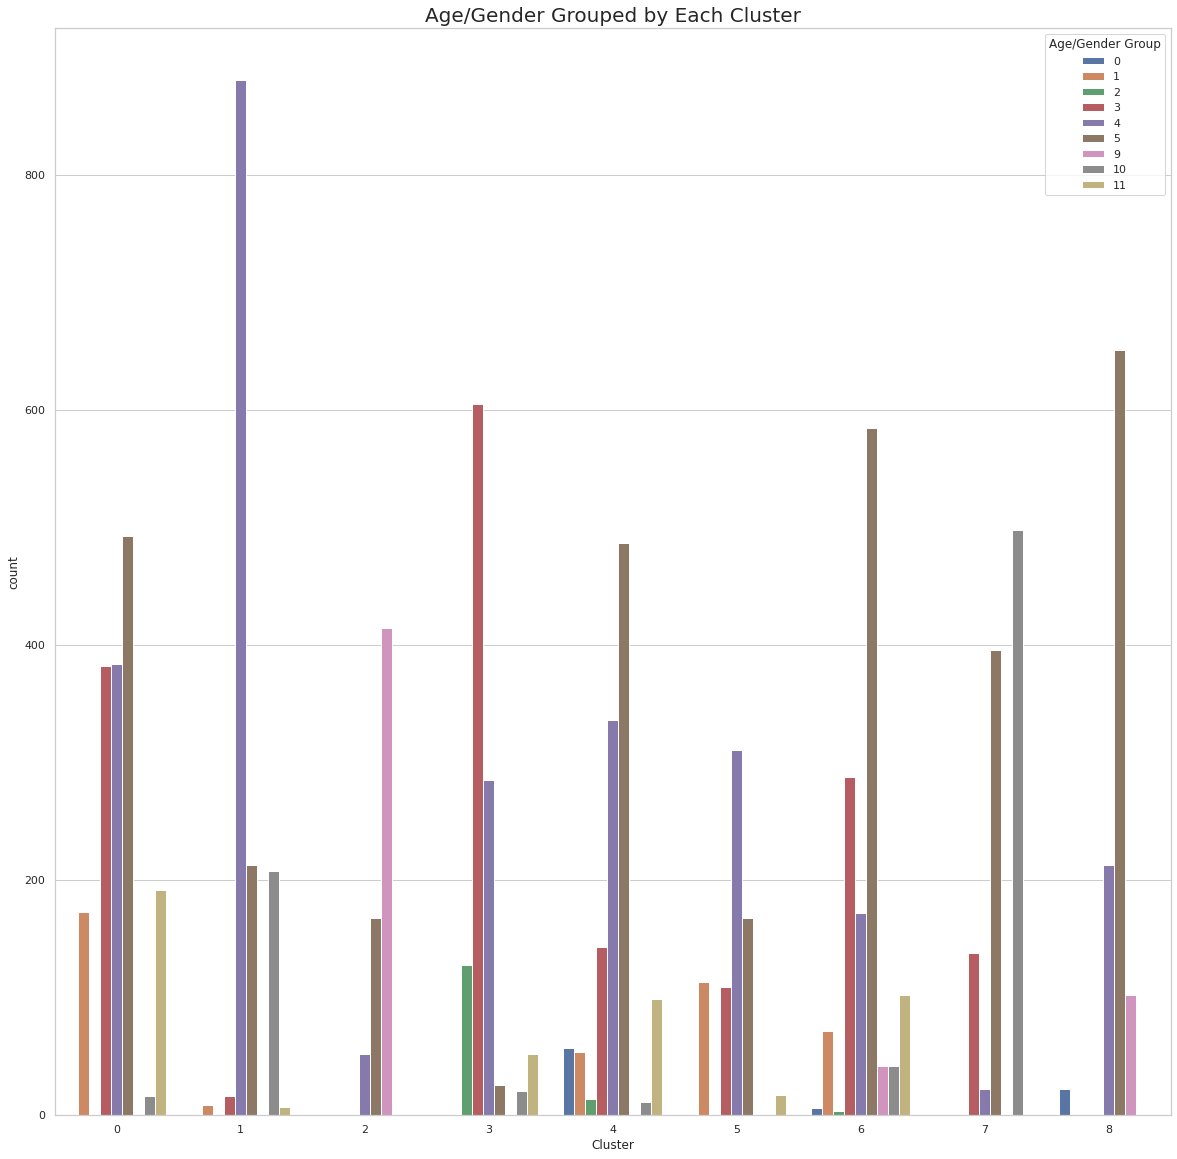 Age/Gender Grouped by Each Cluster
Age/Gender Group
0
1
2
3
4
5
9
10
11
800
600
400
200
0
count
0 1 2 3 4 5 6 7 8
Cluster